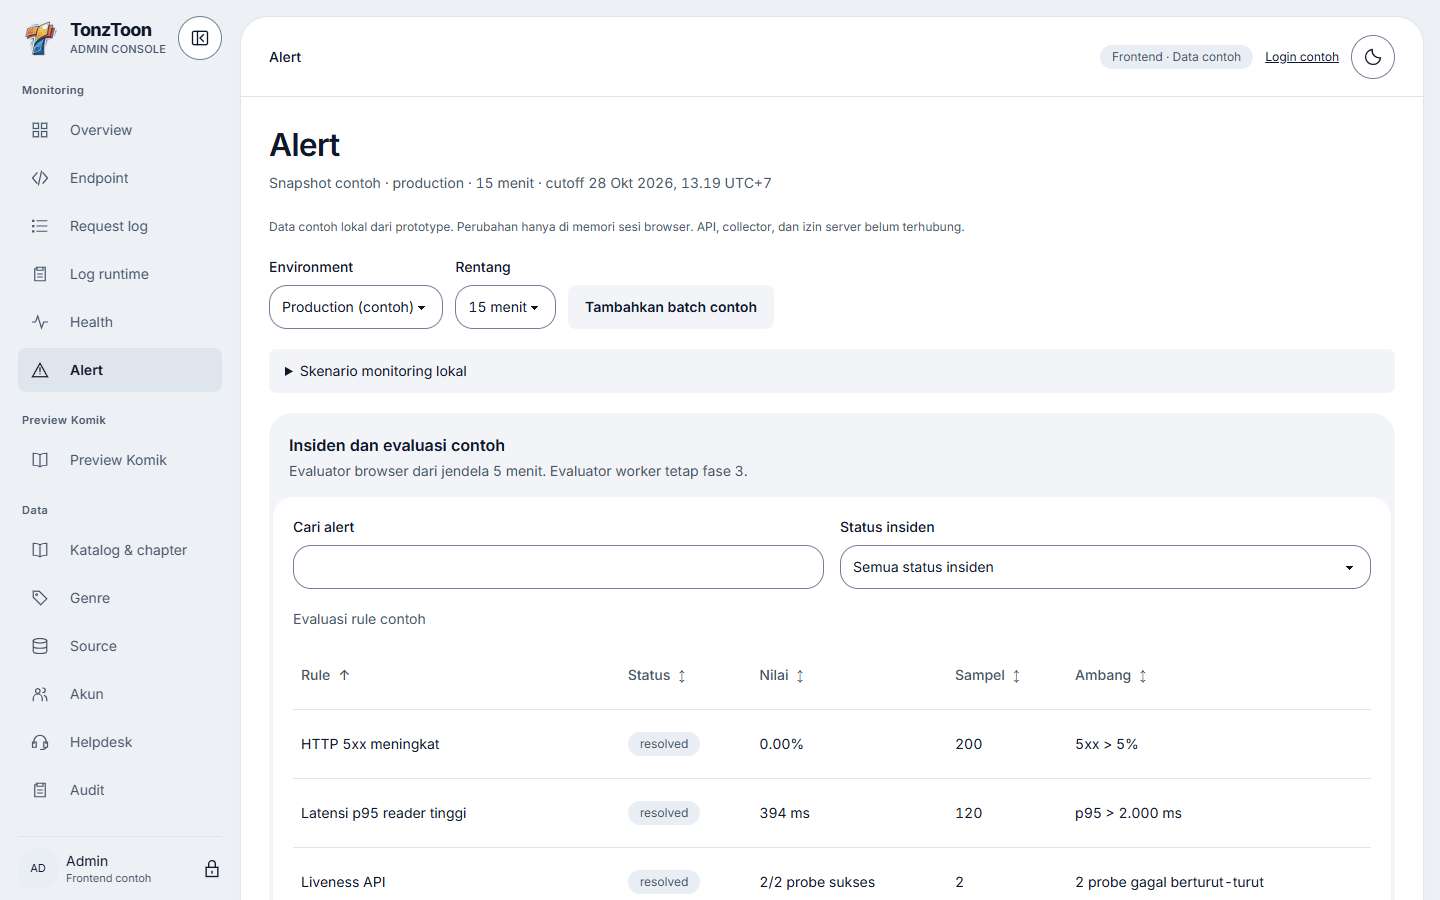 TonzToon
ADMIN CONSOLE
Monitoring
Overview
Endpoint
Request log
Log runtime
Health
Alert
Preview Komik
Preview Komik
Data
Katalog & chapter
Genre
Source
Akun
Helpdesk
Audit
AD
Admin
Frontend contoh
Alert
Frontend · Data contoh
Login contoh
Alert
Snapshot contoh · production · 15 menit · cutoff 28 Okt 2026, 13.19 UTC+7
Data contoh lokal dari prototype. Perubahan hanya di memori sesi browser. API, collector, dan izin server belum terhubung.
Environment
Rentang
Production (contoh)
15 menit
Tambahkan batch contoh
Skenario monitoring lokal
Insiden dan evaluasi contoh
Evaluator browser dari jendela 5 menit. Evaluator worker tetap fase 3.
Cari alert
Status insiden
Semua status insiden
Evaluasi rule contoh
Rule ↑ Status ↕ Nilai ↕ Sampel ↕ Ambang ↕
HTTP 5xx meningkat resolved 0.00% 200 5xx > 5%
Latensi p95 reader tinggi resolved 394 ms 120 p95 > 2.000 ms
Liveness API resolved 2/2 probe sukses 2 2 probe gagal berturut-turut